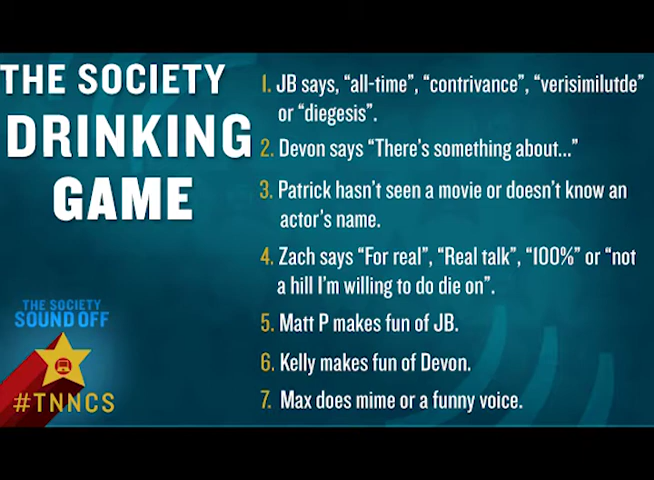 THE SOCIETY
DRINKING
GAME
1. JB says, “all-time”, “contrivance”, “verisimilutde”
or “diegesis”.
2. Devon says “There’s something about...”
3. Patrick hasn’t seen a movie or doesn’t know an
actor’s name.
4. Zach says “For real”, “Real talk”, “100%” or “not
a hill I’m willing to do die on”.
5. Matt P makes fun of JB.
6. Kelly makes fun of Devon.
7. Max does mime or a funny voice.
THE SOCIETY
SOUND OFF
#TNNCS